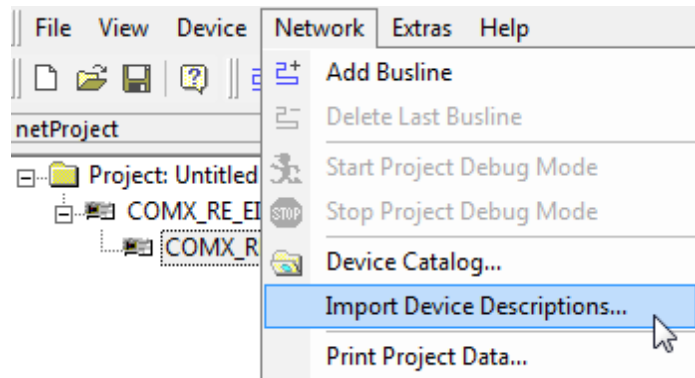 File View Device Network Extras Help
Add Busline
netProject
Delete Last Busline
Project: Untitled
Start Project Debug Mode
COMX_RE_EI
STOP
Stop Project Debug Mode
COMX_R
Device Catalog...
Import Device Descriptions...
Print Project Data...